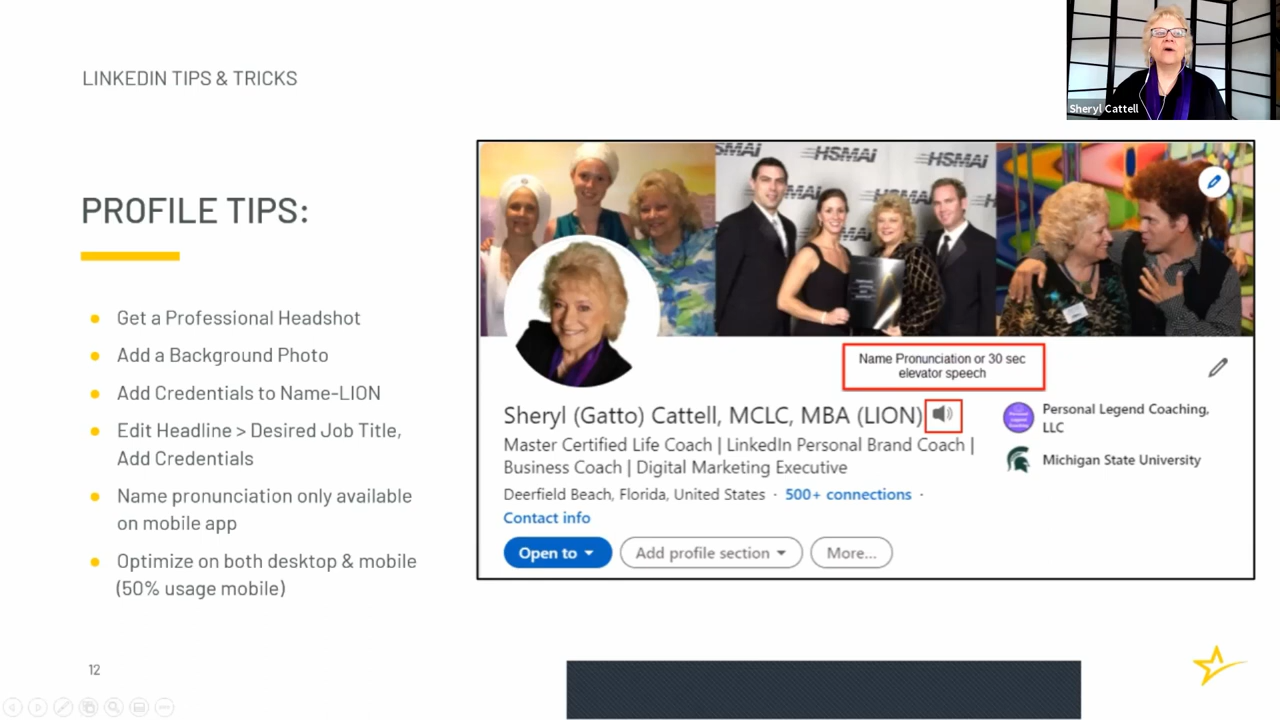 LINKEDIN TIPS & TRICKS
Sheryl Cattell
PROFILE TIPS:
Get a Professional Headshot
Add a Background Photo
Add Credentials to Name-LION
Edit Headline > Desired Job Title,
Add Credentials
Name pronunciation only available
on mobile app
Optimize on both desktop & mobile
(50% usage mobile)
HSMAI
HSMAI
HSMAI
Name Pronunciation or 30 sec
elevator speech
Sheryl (Gatto) Cattell, MCLC, MBA (LION)
Master Certified Life Coach | LinkedIn Personal Brand Coach |
Business Coach | Digital Marketing Executive
Deerfield Beach, Florida, United States · 500+ connections ·
Contact info
Open to
Add profile section
More...
Personal Legend Coaching,
LLC
Michigan State University
12